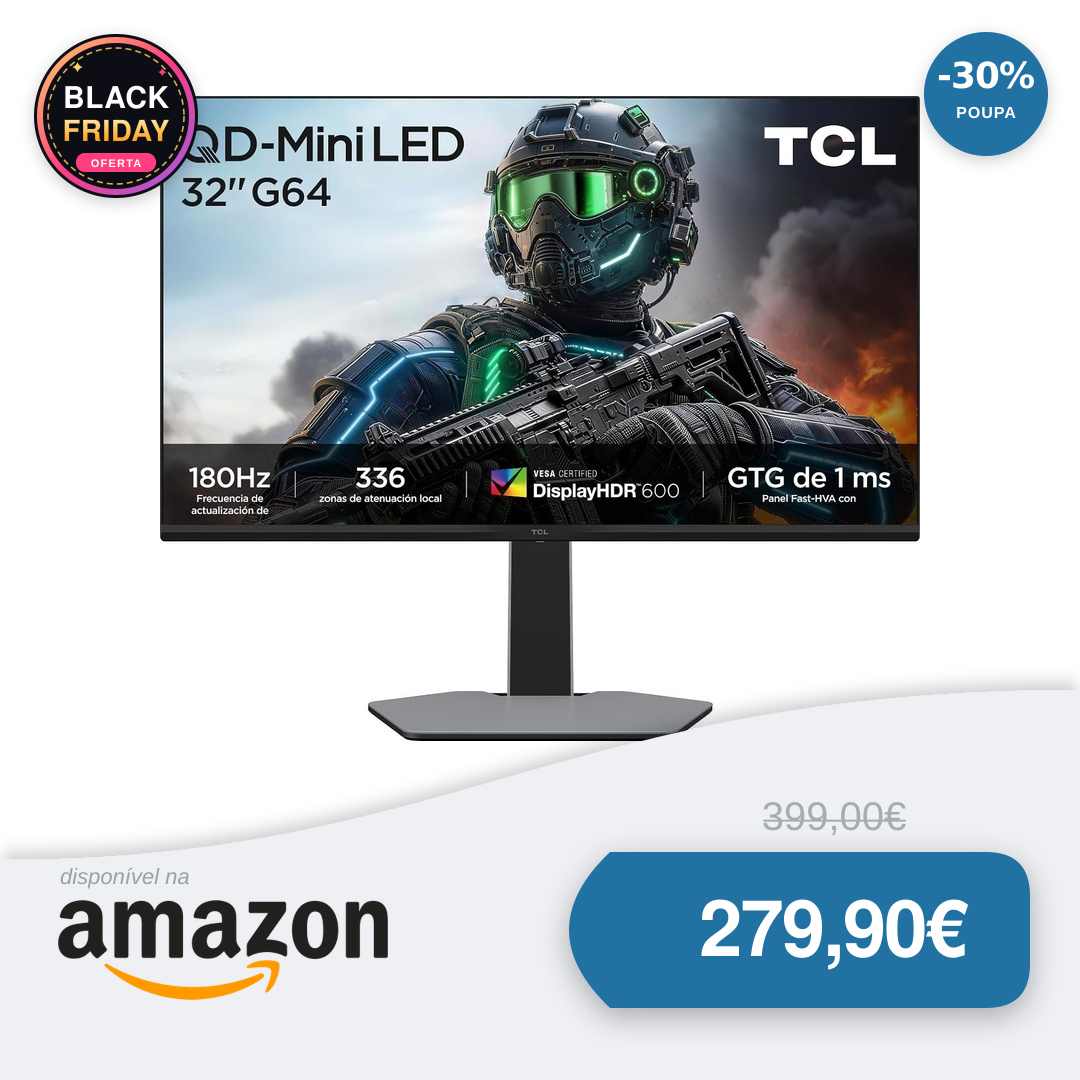 BLACK
FRIDAY
OFERTA
-30%
POUPA
QD-Mini LED
32" G64
TCL
180Hz
Frecuencia de
actualización de
336
zonas de atenuación local
VESA CERTIFIED
DisplayHDR™600
GTG de 1 ms
Panel Fast-HVA con
TCL
399,00€
279,90€
disponível na
amazon